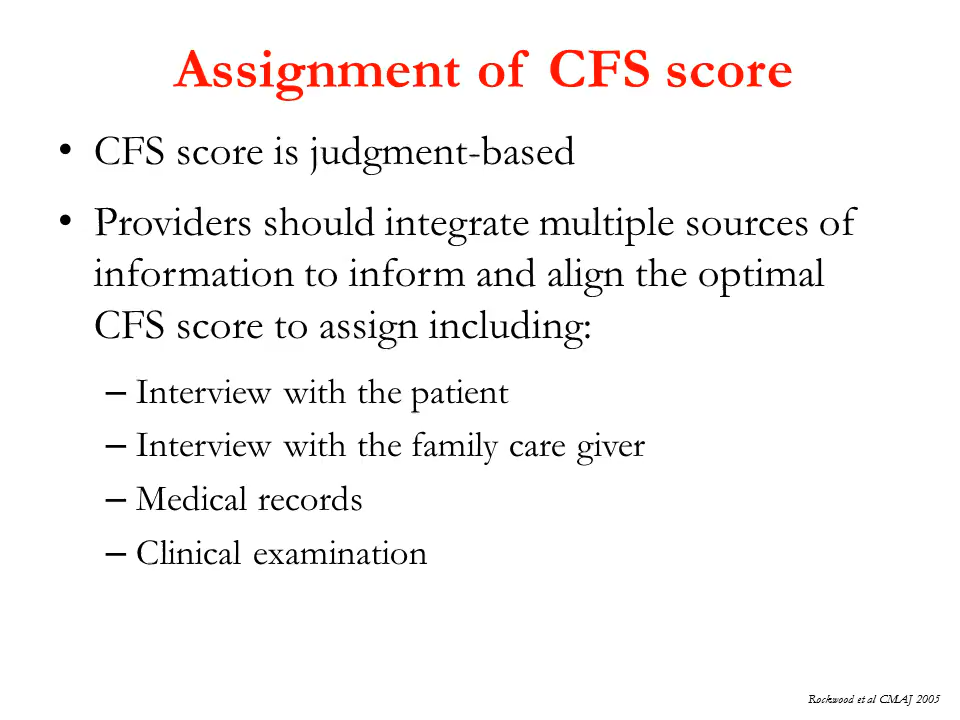 Assignment of CFS score
• CFS score is judgment-based
• Providers should integrate multiple sources of
information to inform and align the optimal
CFS score to assign including:
– Interview with the patient
– Interview with the family care giver
– Medical records
– Clinical examination
Rockwood et al CMAJ 2005